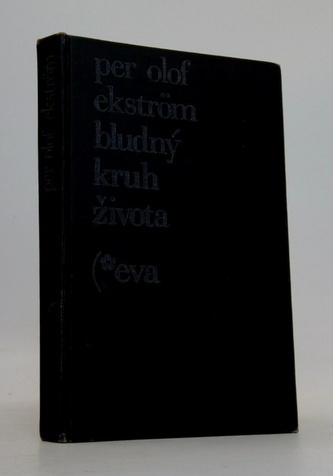 per olof
ekström
bludný
kruh
života
(*eva
per olof ekström